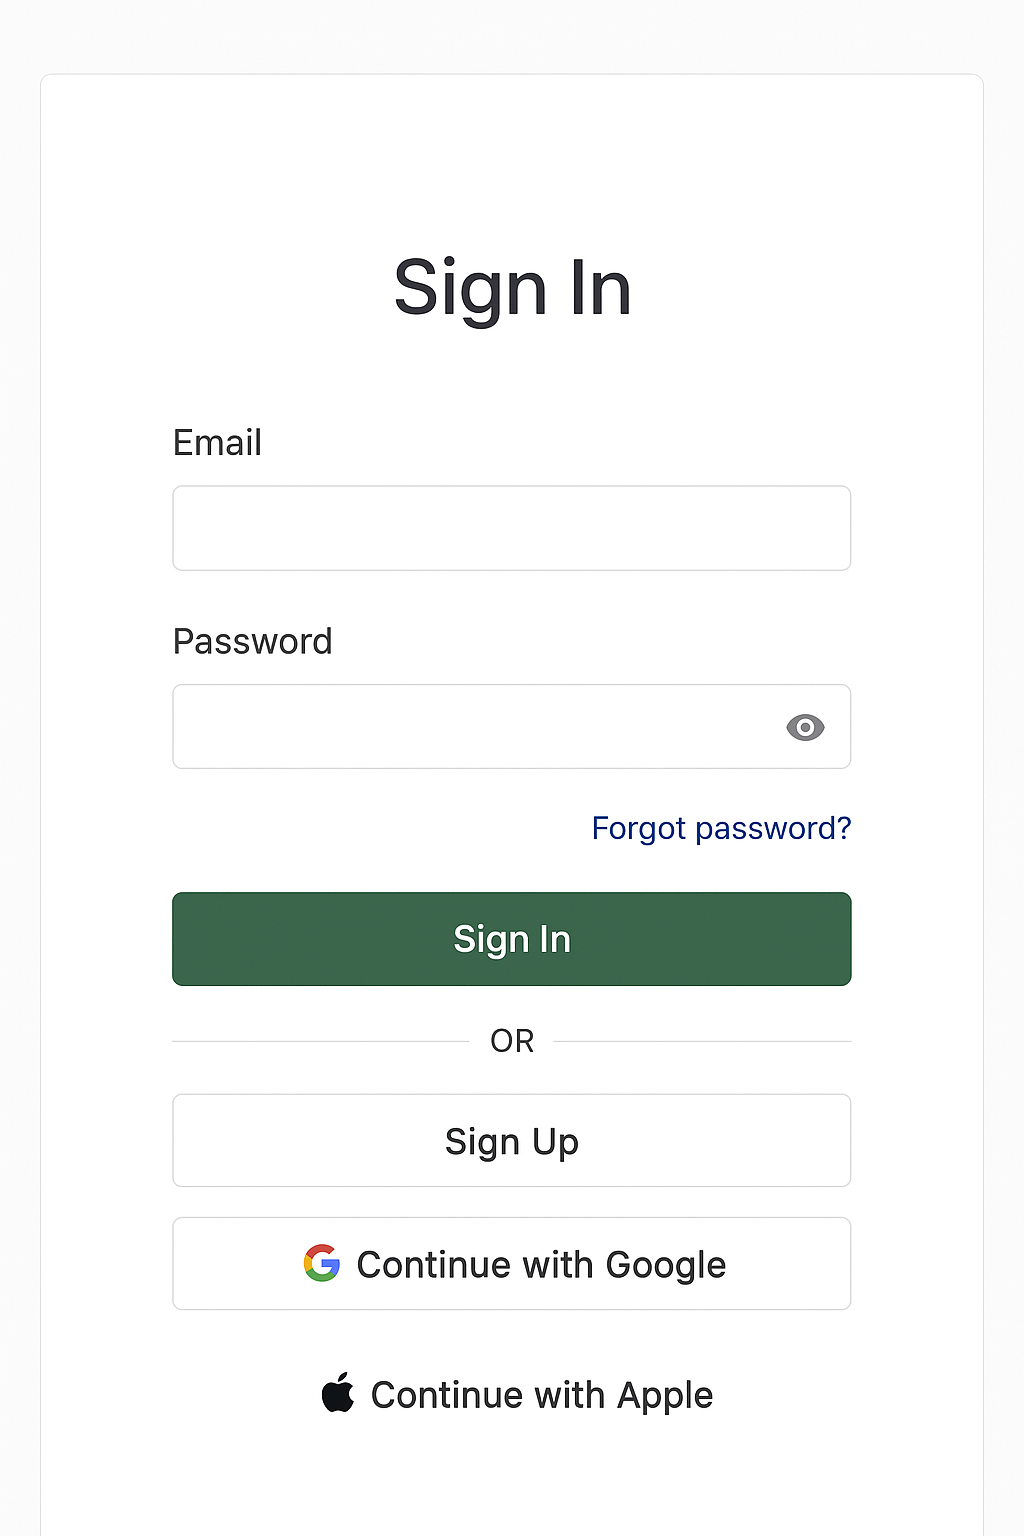 Sign In
Email
Password
Forgot password?
Sign In
OR
Sign Up
Continue with Google
Continue with Apple